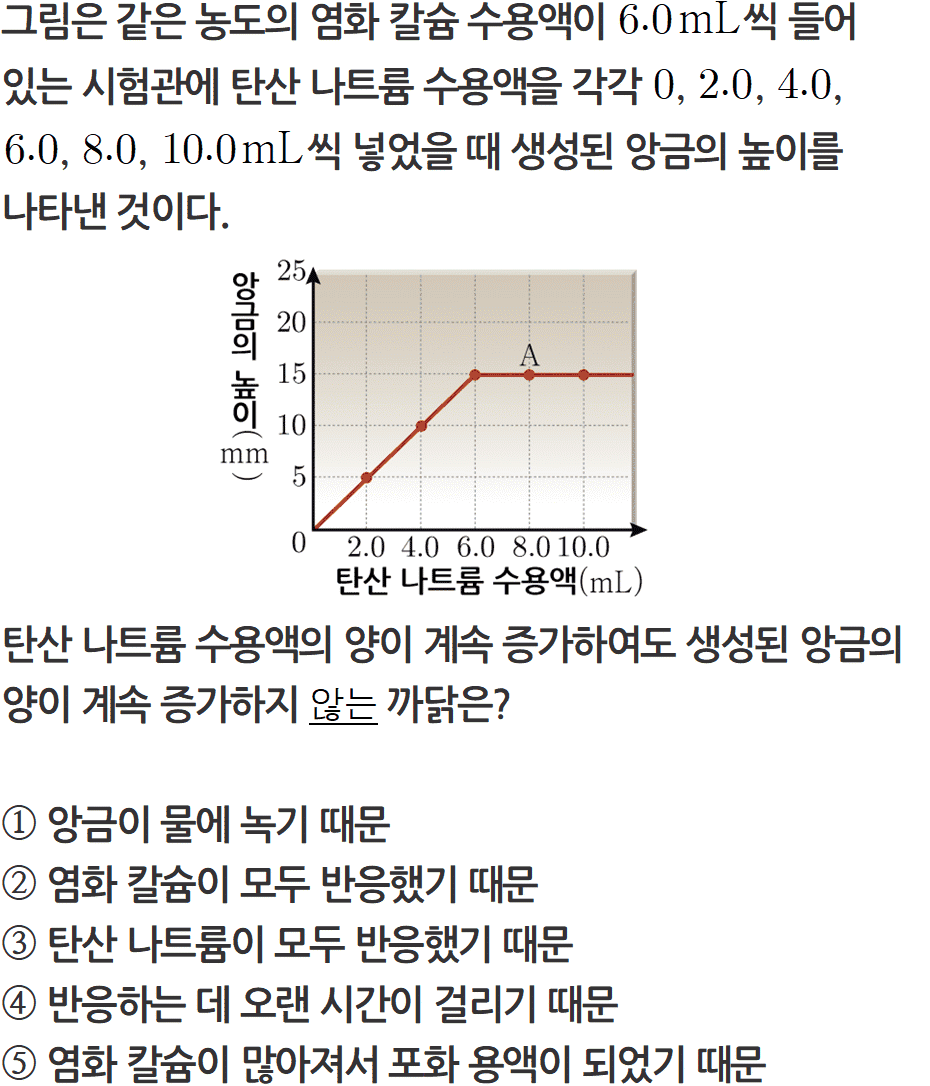 그림은 같은 농도의 염화 칼슘 수용액이 6.0mL씩 들어
있는 시험관에 탄산 나트륨 수용액을 각각 0, 2.0, 4.0,
6.0, 8.0, 10.0mL씩 넣었을 때 생성된 앙금의 높이를
나타낸 것이다.
앙금의 높이(mm)
25
20
15
10
5
0
A
2.0 4.0 6.0 8.0 10.0
탄산 나트륨 수용액(mL)
탄산 나트륨 수용액의 양이 계속 증가하여도 생성된 앙금의
양이 계속 증가하지 않는 까닭은?
① 앙금이 물에 녹기 때문
② 염화 칼슘이 모두 반응했기 때문
③ 탄산 나트륨이 모두 반응했기 때문
④ 반응하는 데 오랜 시간이 걸리기 때문
⑤ 염화 칼슘이 많아져서 포화 용액이 되었기 때문